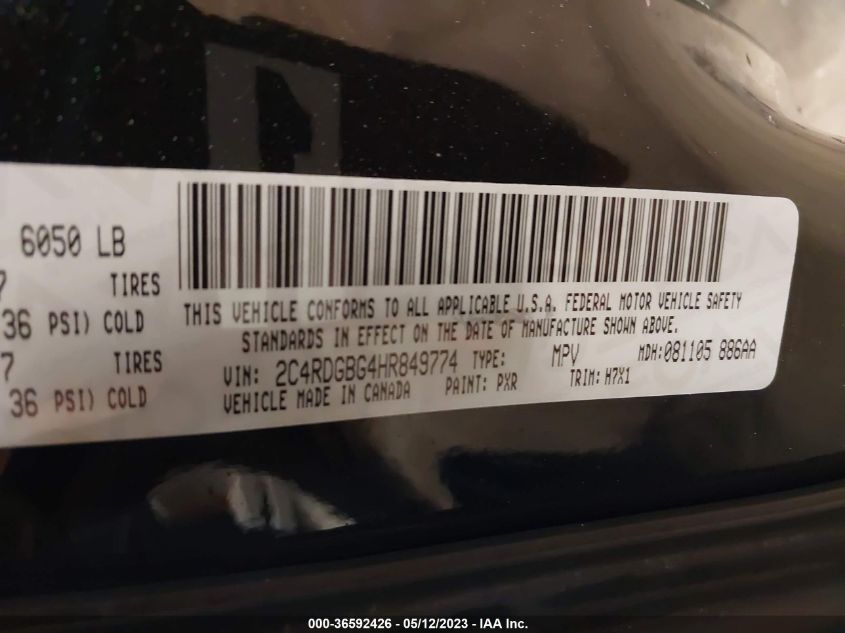 6050 LB
7 TIRES
36 PSI) COLD
7 TIRES
36 PSI) COLD
THIS VEHICLE CONFORMS TO ALL APPLICABLE U.S.A. FEDERAL MOTOR VEHICLE SAFETY
STANDARDS IN EFFECT ON THE DATE OF MANUFACTURE SHOWN ABOVE.
VIN: 2C4RDGBG4HR849774 TYPE: MPV MDH:081105 886AA
VEHICLE MADE IN CANADA PAINT: PXR TRIM: H7X1
000-36592426 - 05/12/2023 - IAA Inc.